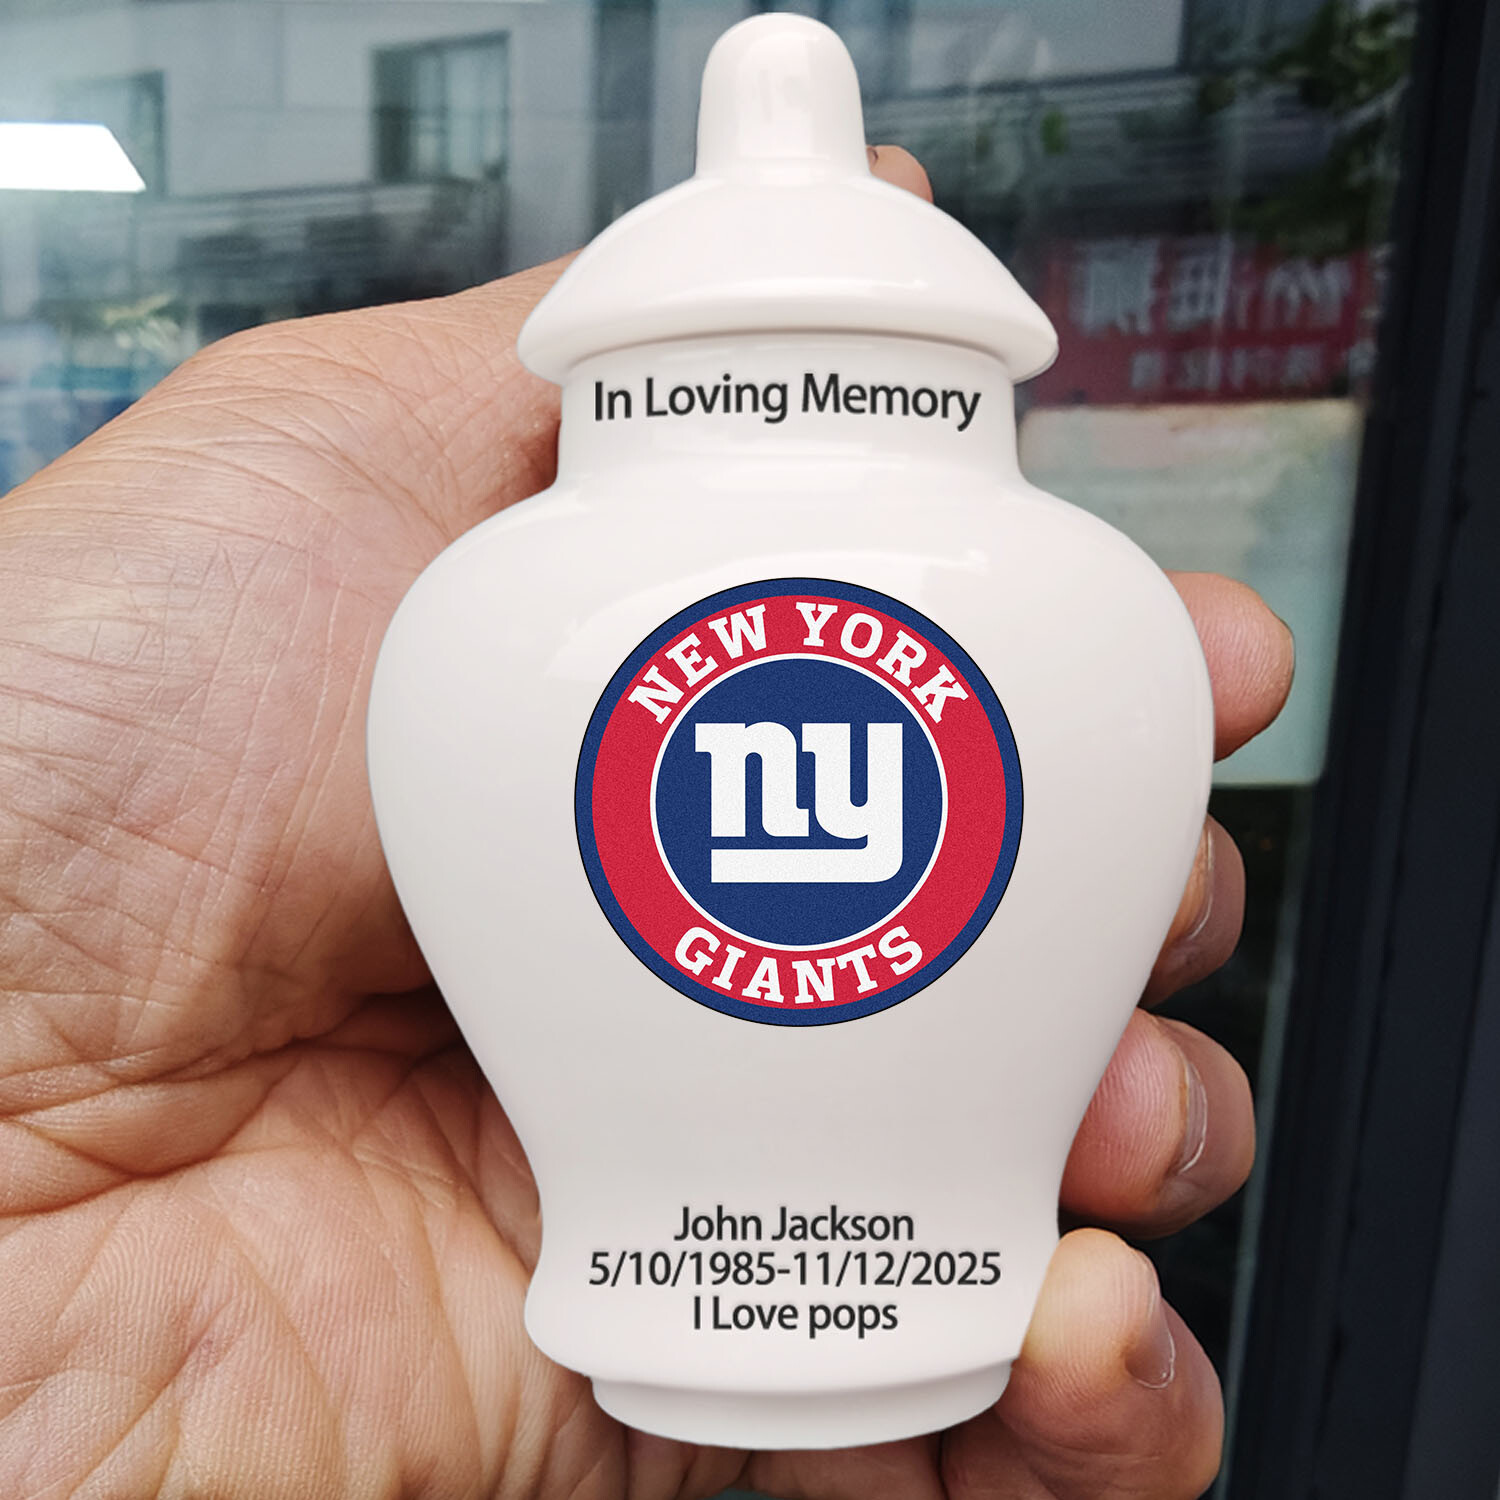 In Loving Memory
NEW YORK
ny
GIANTS
John Jackson
5/10/1985-11/12/2025
I Love pops